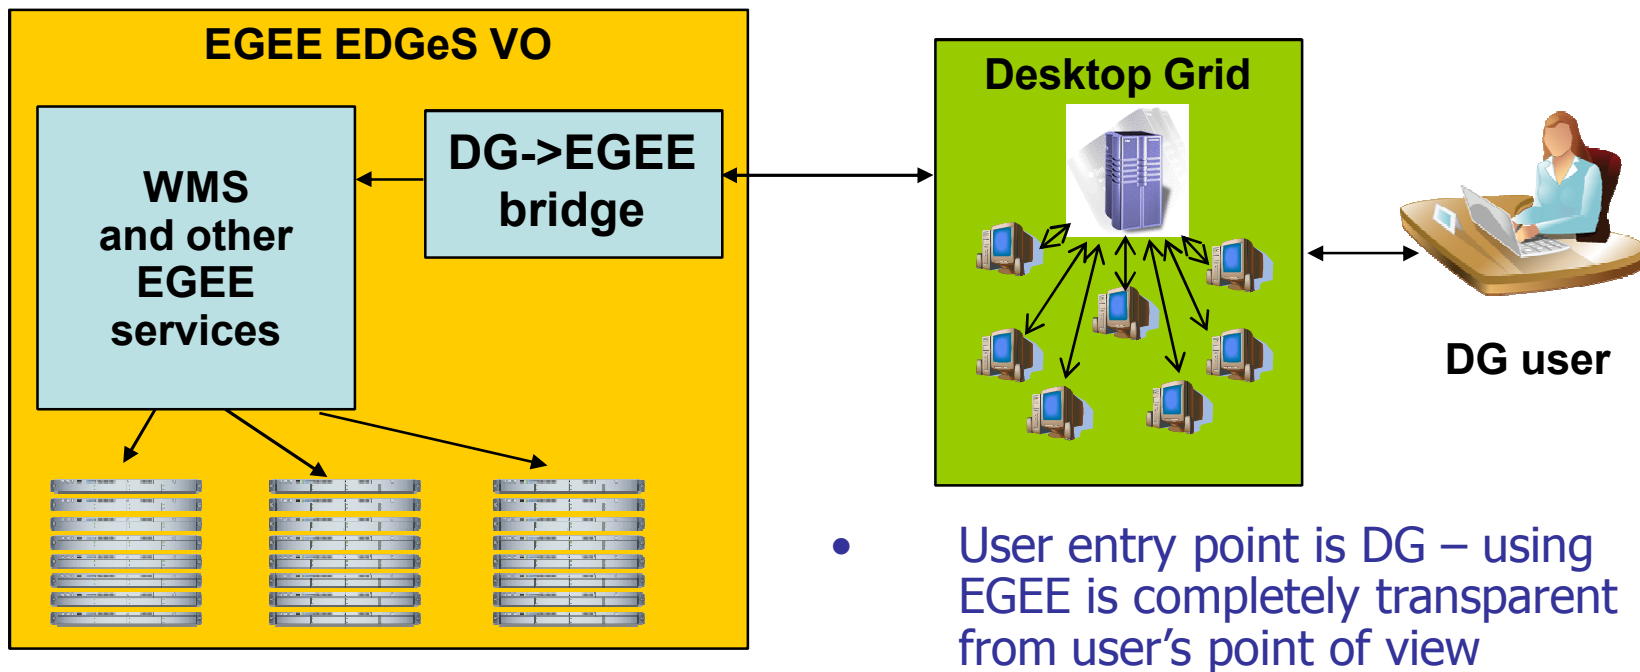 EGEE EDGeS VO
WMS
and other
EGEE
services
DG->EGEE
bridge
Desktop Grid
DG user
• User entry point is DG – using
EGEE is completely transparent
from user's point of view